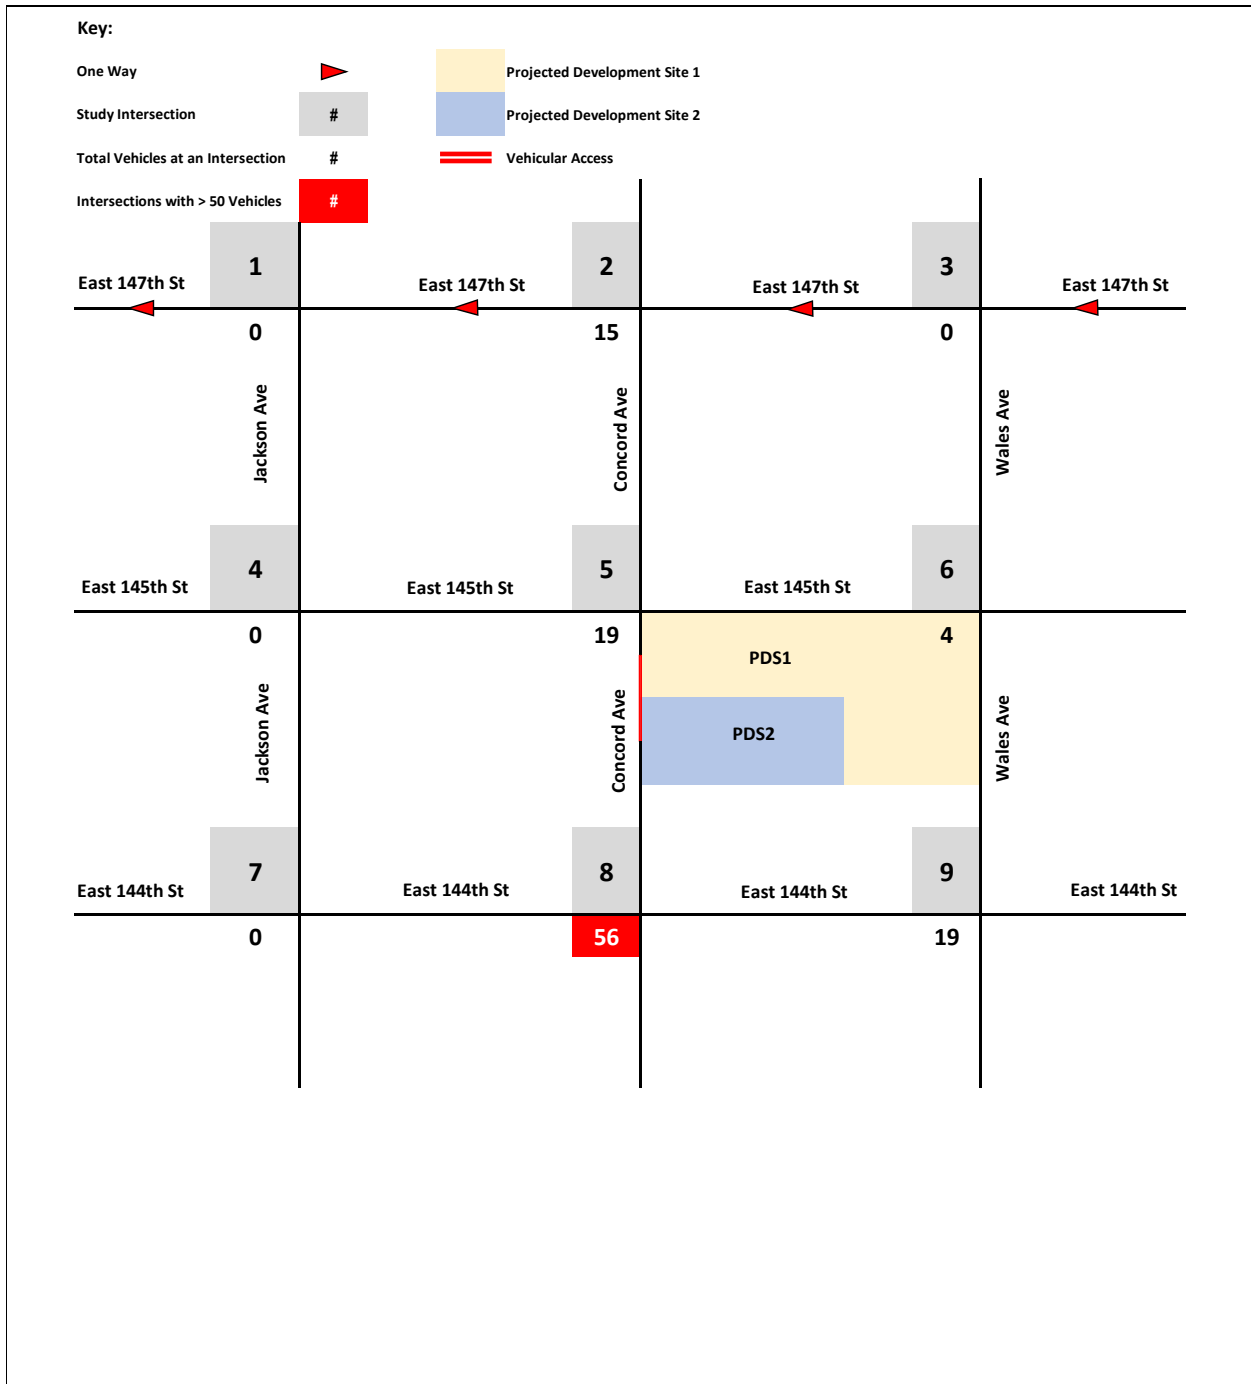 Key:
One Way
Projected Development Site 1
Study Intersection # Projected Development Site 2
Total Vehicles at an Intersection # Vehicular Access
Intersections with > 50 Vehicles #
1 2 3
East 147th St East 147th St East 147th St East 147th St
0 15 0
Jackson Ave Concord Ave Wales Ave
4 5 6
East 145th St East 145th St East 145th St
0 19 4
PDS1
Jackson Ave Concord Ave PDS2 Wales Ave
7 8 9
East 144th St East 144th St East 144th St East 144th St
0 56 19